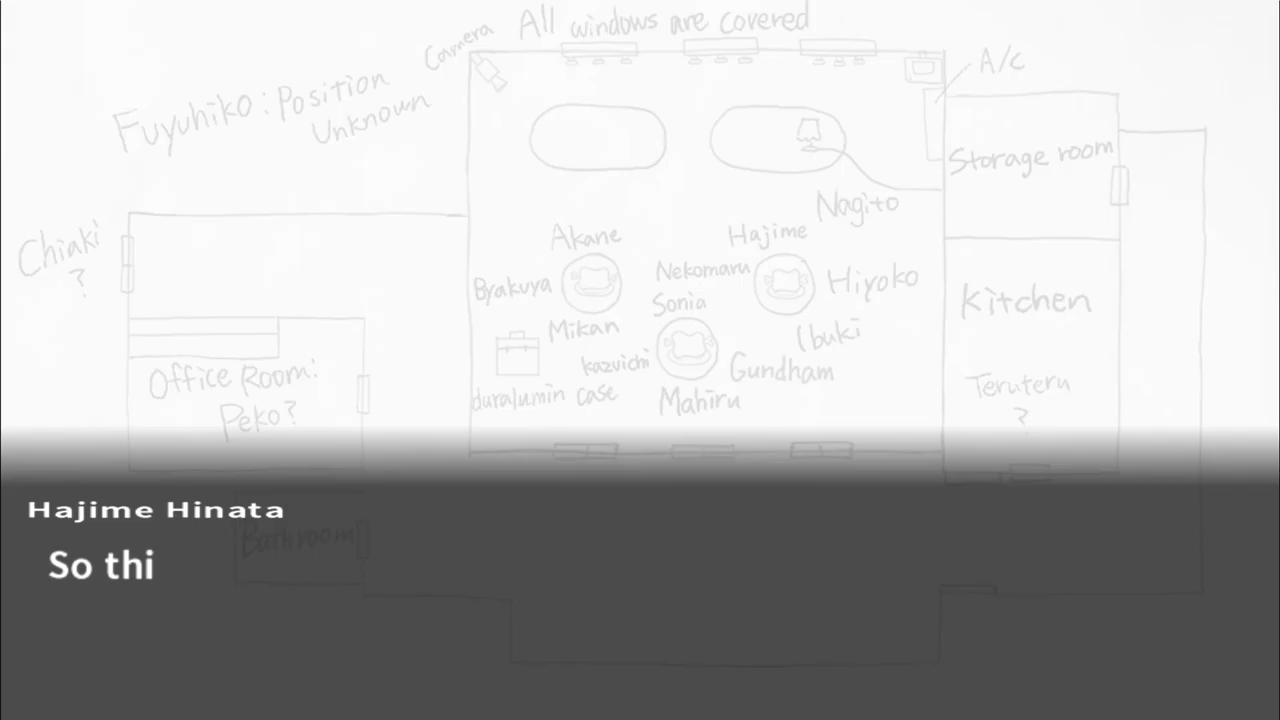 All windows are covered
Camera
A/c
Fuyuhiko : Position
Unknown
Storage room
Nagito
Chiaki
?
Akane
Hajime
Nekomaru
Hiyoko
Byakuya
Sonia
Kitchen
Mikan
Ibuki
kazuichi
Gundham
Office Room:
Peko?
duralumin case
Mahiru
Teruteru
?
Hajime Hinata
Bathroom
So thi